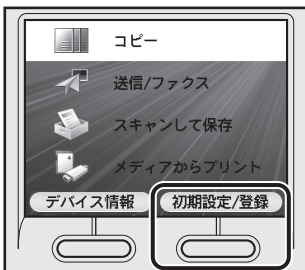 コピー
送信/ファクス
スキャンして保存
メディアからプリント
デバイス情報 初期設定/登録